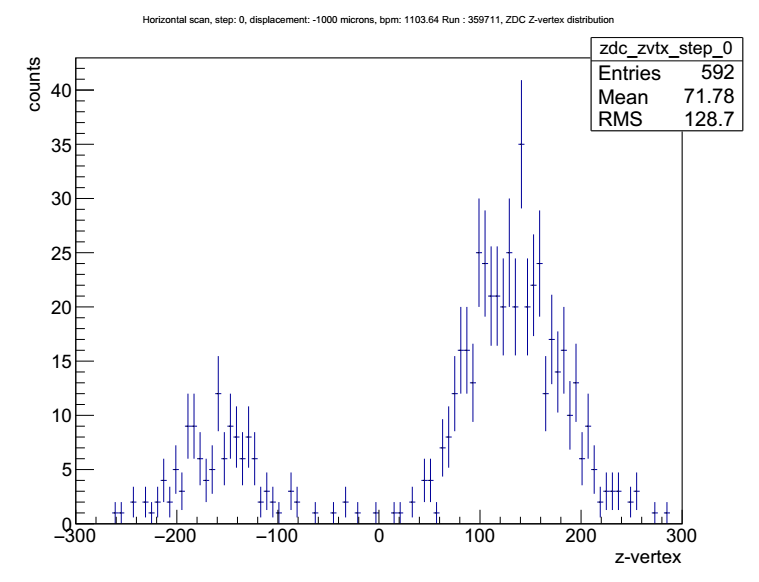 Horizontal scan, step: 0, displacement: -1000 microns, bpm: 1103.64 Run : 359711, ZDC Z-vertex distribution
zdc_zvtx_step_0
Entries 592
Mean 71.78
RMS 128.7
counts
40
35
30
25
20
15
10
5
0
−300 −200 −100 0 100 200 300
z-vertex